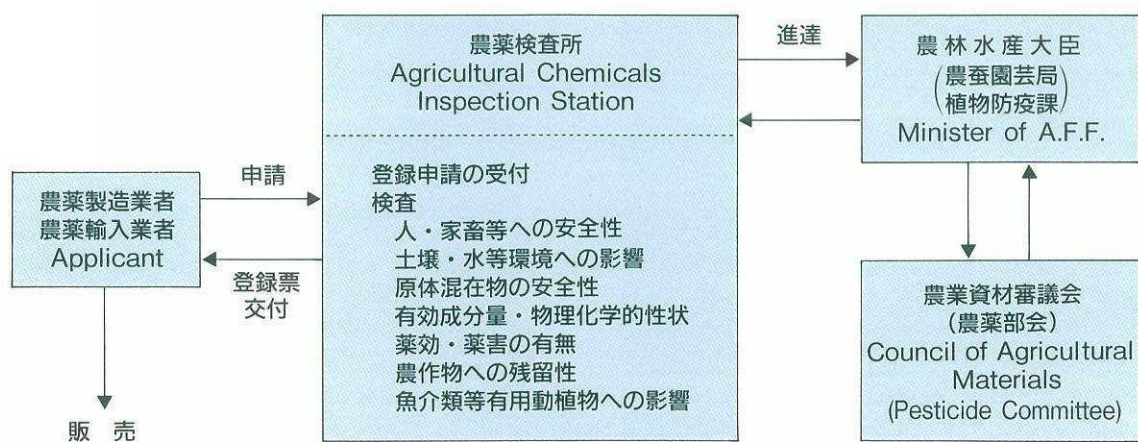 農薬製造業者
農薬輸入業者
Applicant
申請
登録票
交付
販 売
農薬検査所
Agricultural Chemicals
Inspection Station
登録申請の受付
検査
人・家畜等への安全性
土壌・水等環境への影響
原体混在物の安全性
有効成分量・物理化学的性状
薬効・薬害の有無
農作物への残留性
魚介類等有用動植物への影響
進達
農林水産大臣
(農蚕園芸局
植物防疫課)
Minister of A.F.F.
農業資材審議会
(農薬部会)
Council of Agricultural
Materials
(Pesticide Committee)